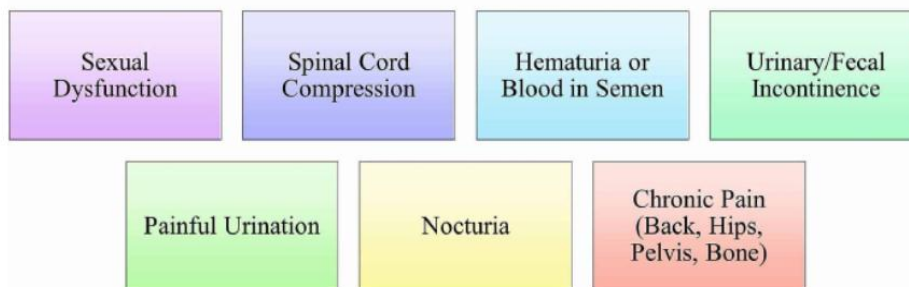 Sexual
Dysfunction
Spinal Cord
Compression
Hematuria or
Blood in Semen
Urinary/Fecal
Incontinence
Painful Urination
Nocturia
Chronic Pain
(Back, Hips,
Pelvis, Bone)